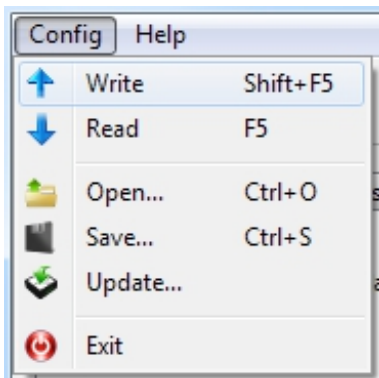 Config Help
Write Shift+F5
Read F5
Open... Ctrl+O
Save... Ctrl+S
Update...
Exit